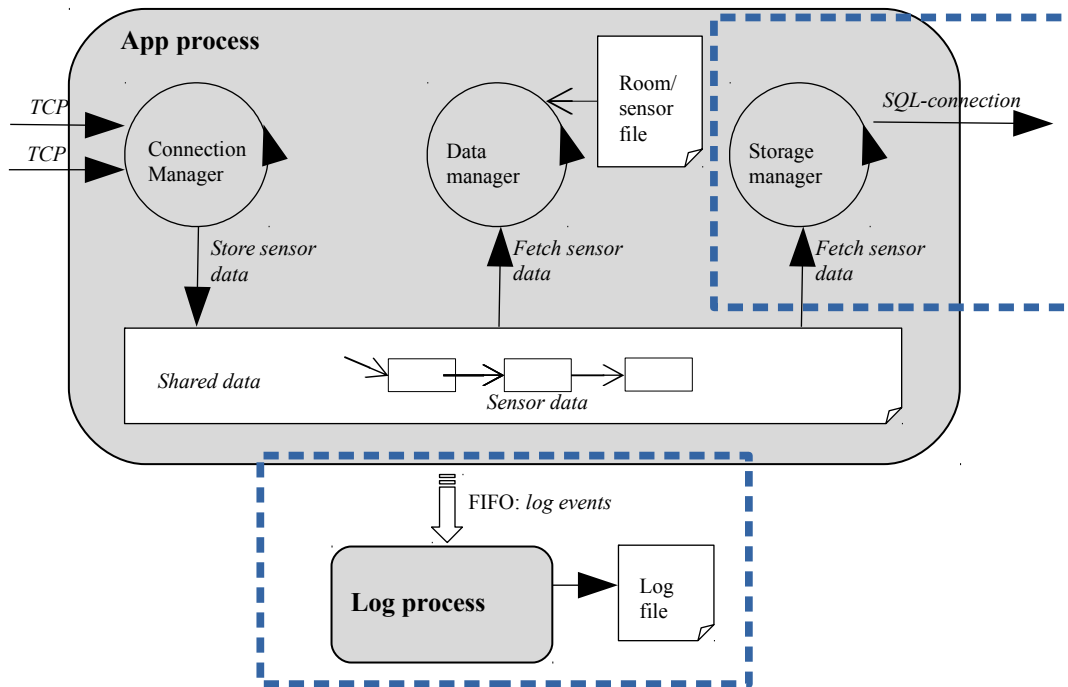 App process
TCP
TCP
Connection
Manager
Data
manager
Room/
sensor
file
Storage
manager
SQL-connection
Store sensor
data
Fetch sensor
data
Fetch sensor
data
Shared data
Sensor data
FIFO: log events
Log process
Log
file